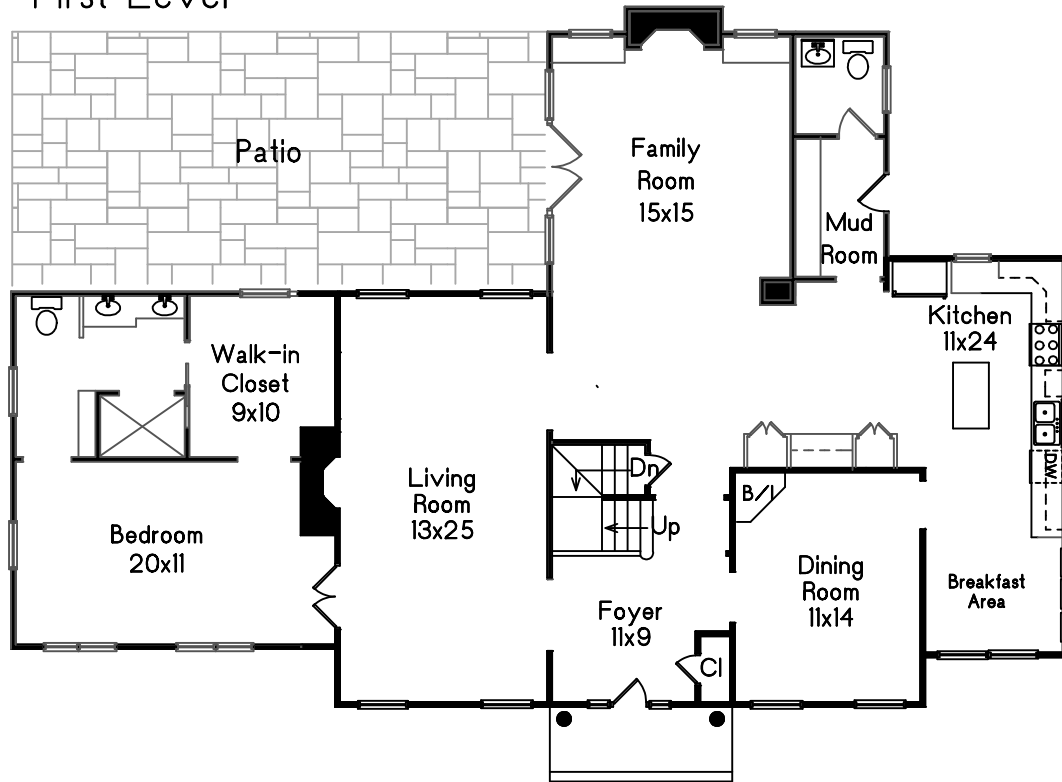 First Level
Patio
Family
Room
15x15
Mud
Room
Kitchen
11x24
Walk-in
Closet
9x10
Living
Room
13x25
Dn
Up
B/I
DW
Bedroom
20x11
Dining
Room
11x14
Breakfast
Area
Foyer
11x9
Cl